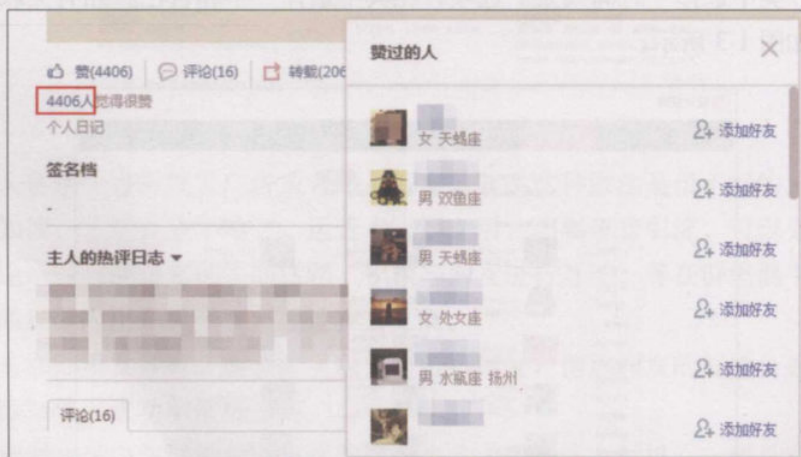 赞(4406) 评论(16) 转载(206
4406人觉得很赞
个人日记
签名档
-
主人的热评日志
评论(16)
赞过的人
女 天蝎座 添加好友
男 双鱼座 添加好友
男 天蝎座 添加好友
女 处女座 添加好友
男 水瓶座 扬州 添加好友
添加好友